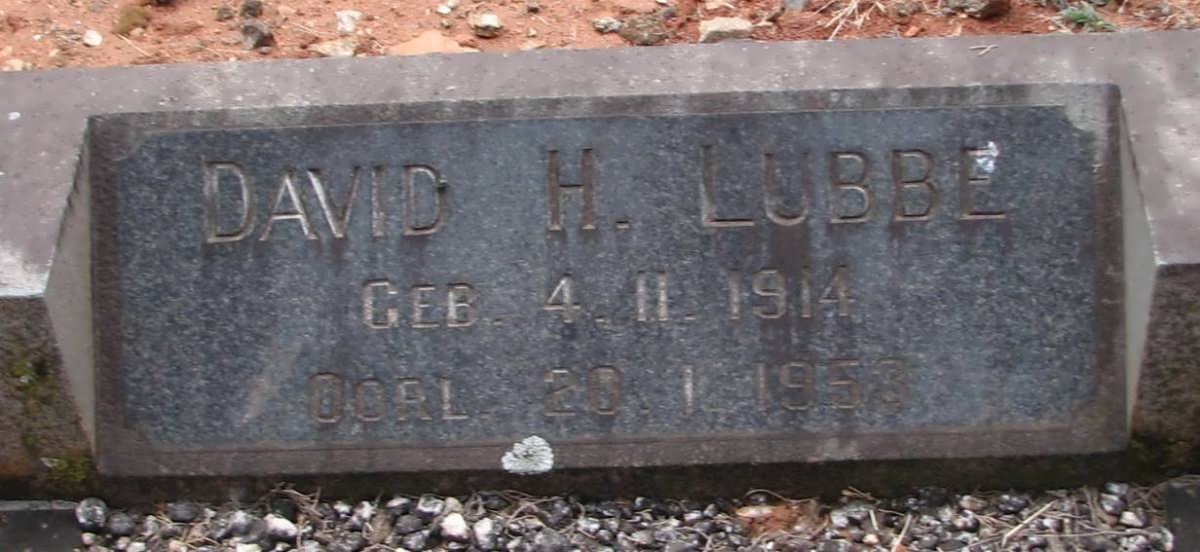 DAVID H. LUBBE
GEB. 4.11.1914
OORL. 20.1.1953